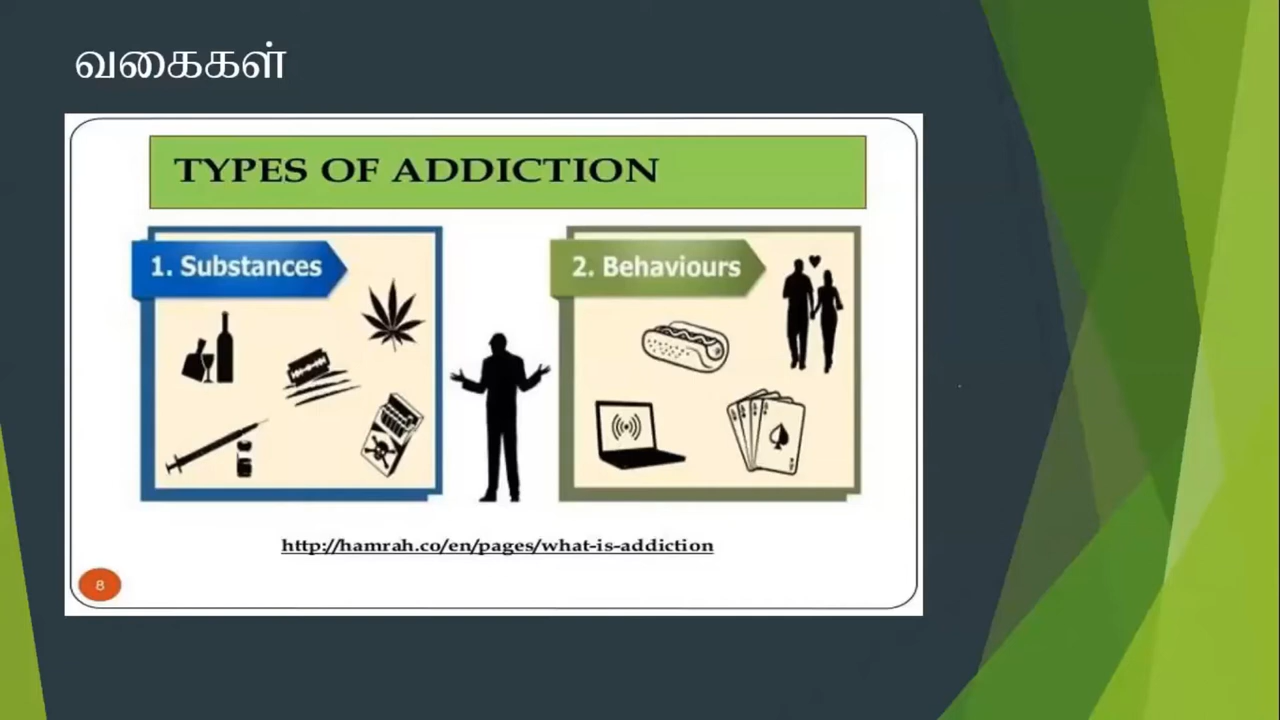 வகைகள்
TYPES OF ADDICTION
1. Substances
2. Behaviours
http://hamrah.co/en/pages/what-is-addiction
8